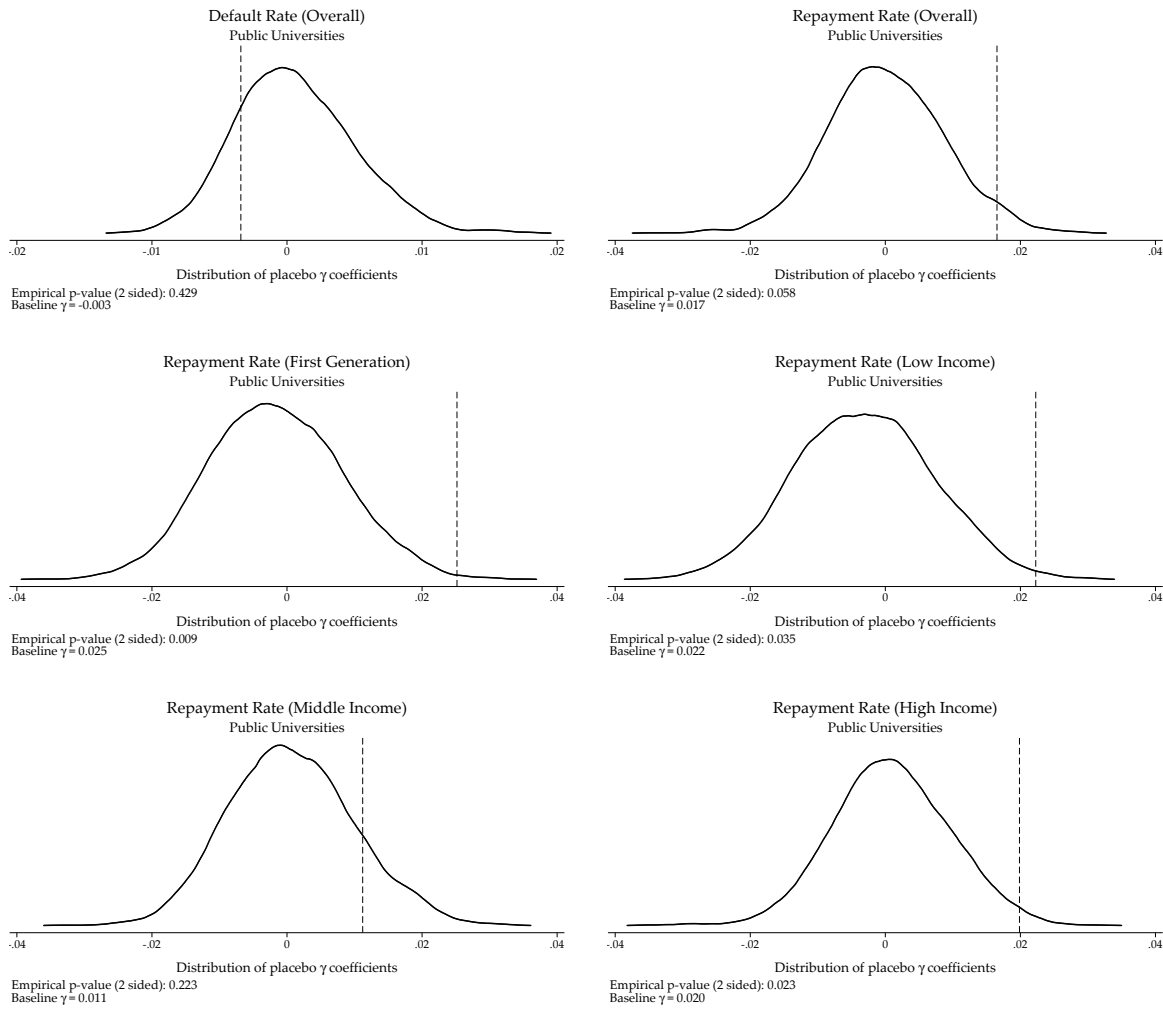 Default Rate (Overall)
Public Universities
-.02 -.01 0 .01 .02
Distribution of placebo γ coefficients
Empirical p-value (2 sided): 0.429
Baseline γ = -0.003
Repayment Rate (Overall)
Public Universities
-.04 -.02 0 .02 .04
Distribution of placebo γ coefficients
Empirical p-value (2 sided): 0.058
Baseline γ = 0.017
Repayment Rate (First Generation)
Public Universities
-.04 -.02 0 .02 .04
Distribution of placebo γ coefficients
Empirical p-value (2 sided): 0.009
Baseline γ = 0.025
Repayment Rate (Low Income)
Public Universities
-.04 -.02 0 .02 .04
Distribution of placebo γ coefficients
Empirical p-value (2 sided): 0.035
Baseline γ = 0.022
Repayment Rate (Middle Income)
Public Universities
-.04 -.02 0 .02 .04
Distribution of placebo γ coefficients
Empirical p-value (2 sided): 0.223
Baseline γ = 0.011
Repayment Rate (High Income)
Public Universities
-.04 -.02 0 .02 .04
Distribution of placebo γ coefficients
Empirical p-value (2 sided): 0.023
Baseline γ = 0.020